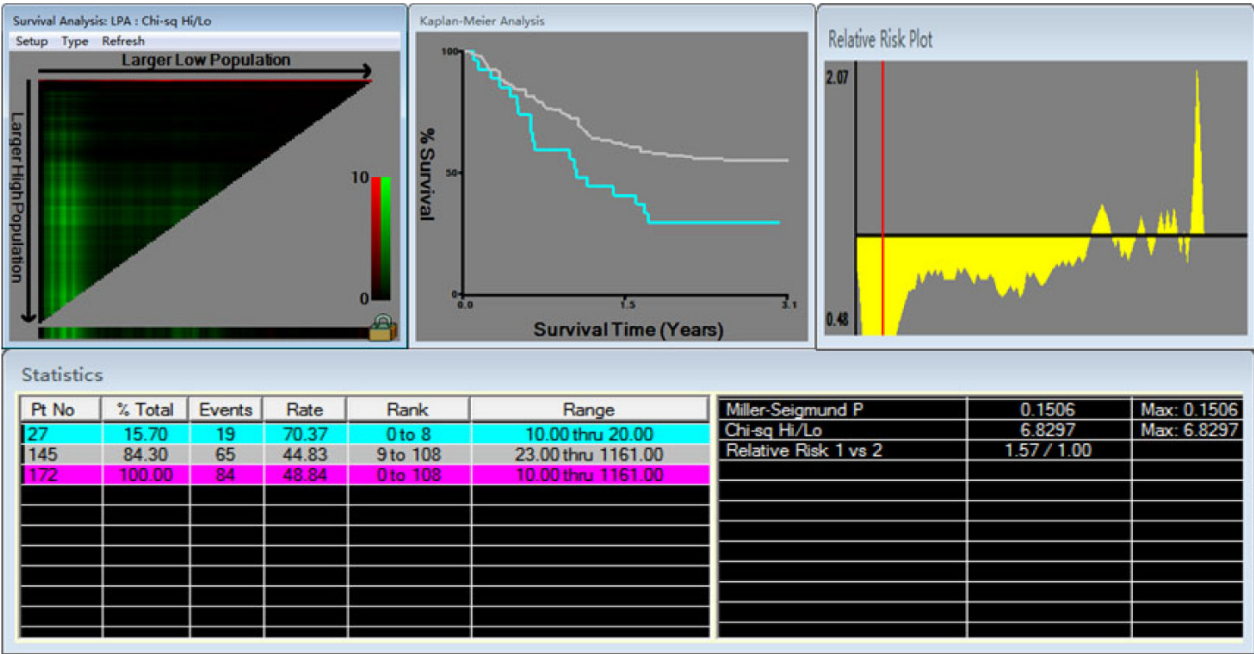 Survival Analysis: LPA : Chi-sq Hi/Lo
Setup Type Refresh
Larger Low Population
Larger High Population
10
0
Kaplan-Meier Analysis
100
50
0
% Survival
0.0 1.5 3.1
Survival Time (Years)
Relative Risk Plot
2.07
0.48
Statistics
Pt No % Total Events Rate Rank Range
27 15.70 19 70.37 0 to 8 10.00 thru 20.00
145 84.30 65 44.83 9 to 108 23.00 thru 1161.00
172 100.00 84 48.84 0 to 108 10.00 thru 1161.00
Miller-Seigmund P 0.1506 Max: 0.1506
Chi-sq Hi/Lo 6.8297 Max: 6.8297
Relative Risk 1 vs 2 1.57 / 1.00